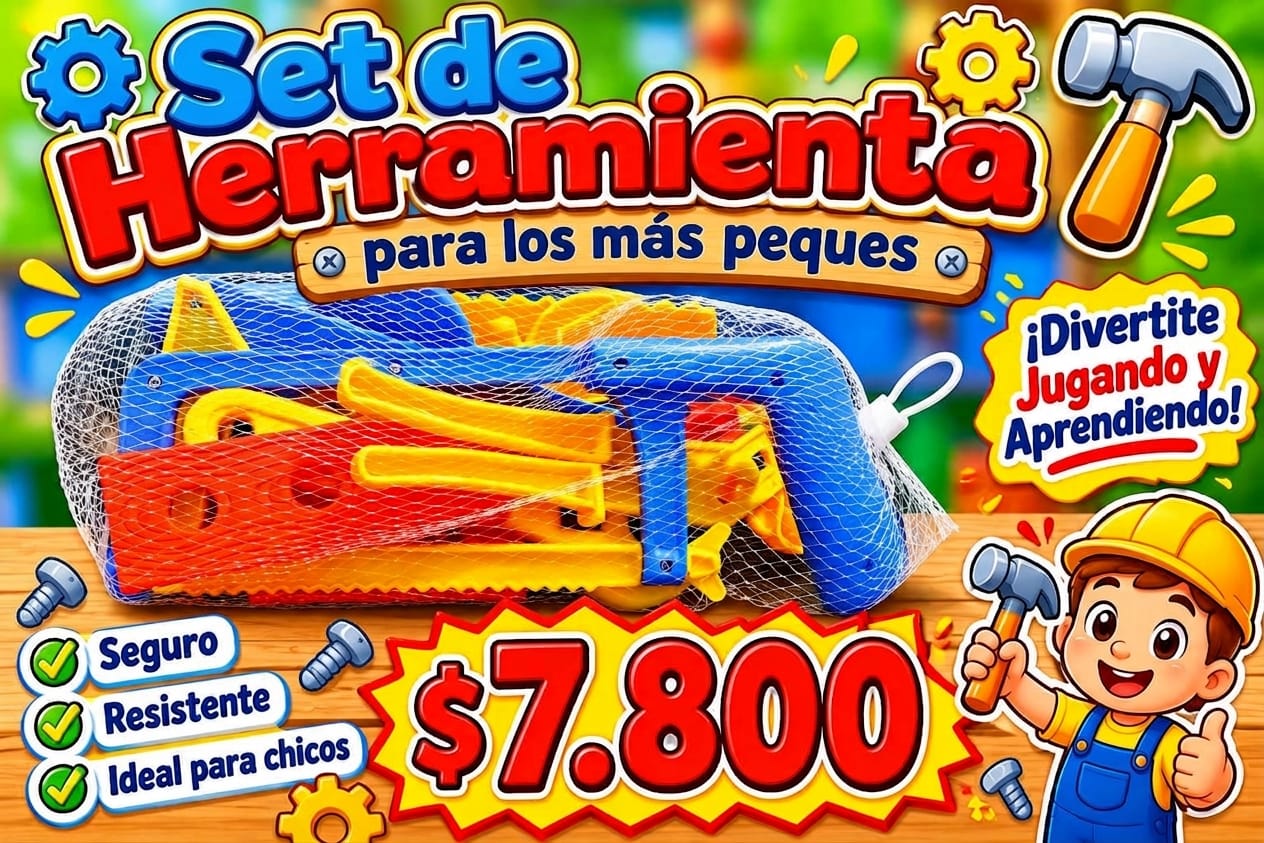 Set de
Herramienta
para los más peques
¡Divertite
Jugando y
Aprendiendo!
Seguro
Resistente
Ideal para chicos
$7.800